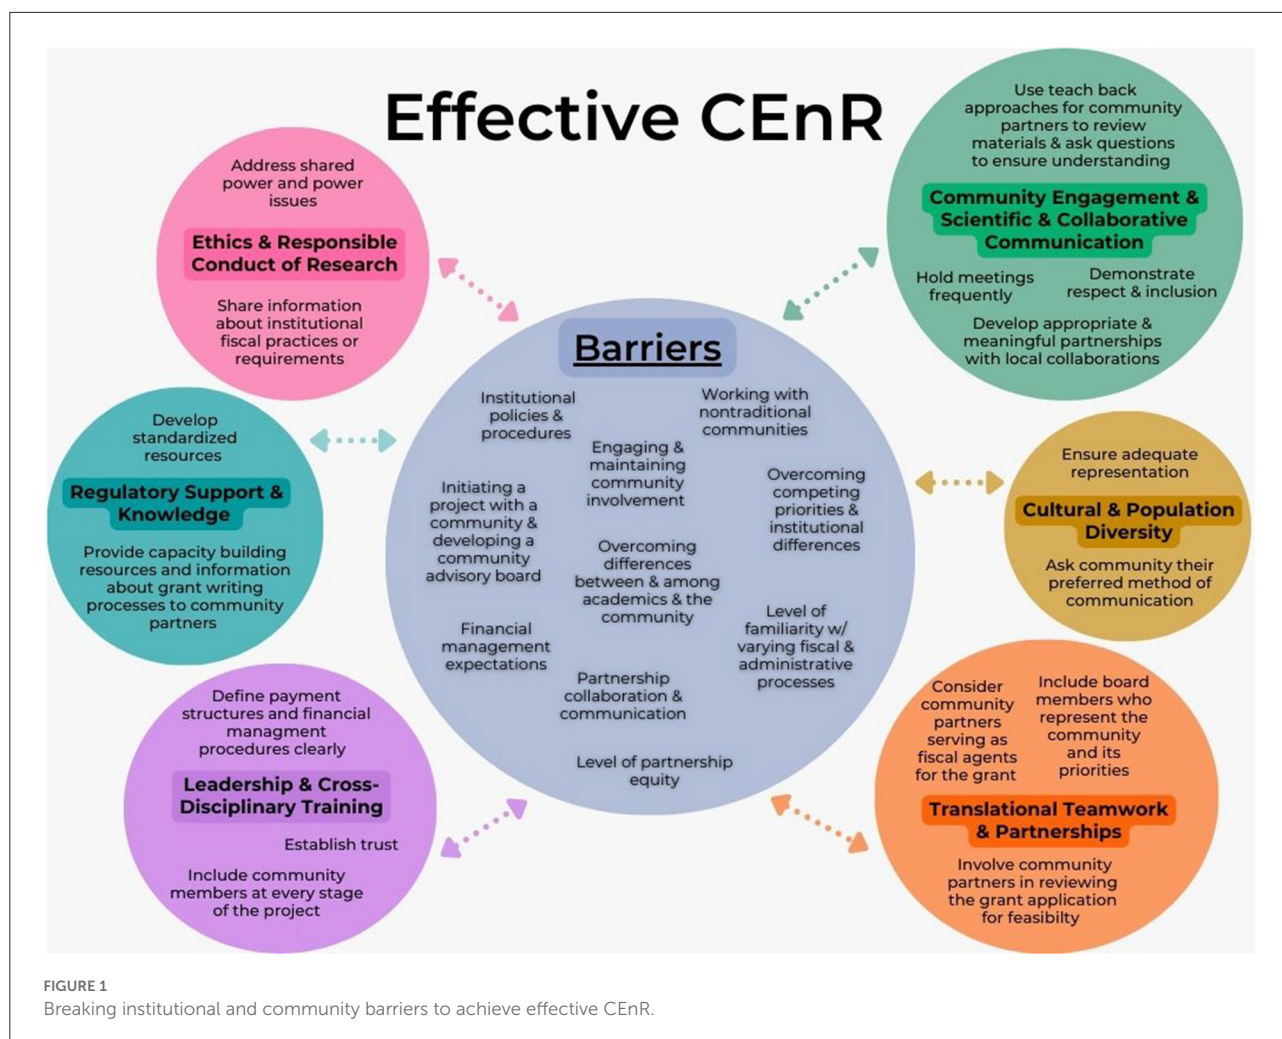 Effective CEnR
Address shared
power and power
issues
Ethics & Responsible
Conduct of Research
Share information
about institutional
fiscal practices or
requirements
Use teach back
approaches for community
partners to review
materials & ask questions
to ensure understanding
Community Engagement &
Scientific & Collaborative
Communication
Hold meetings
frequently
Demonstrate
respect & inclusion
Develop appropriate &
meaningful partnerships
with local collaborations
Develop
standardized
resources
Regulatory Support &
Knowledge
Provide capacity building
resources and information
about grant writing
processes to community
partners
Barriers
Institutional
policies &
procedures
Working with
nontraditional
communities
Engaging &
maintaining
community
involvement
Initiating a
project with a
community &
developing a
community
advisory board
Overcoming
competing
priorities &
institutional
differences
Overcoming
differences
between & among
academics & the
community
Financial
management
expectations
Level of
familiarity w/
varying fiscal &
administrative
processes
Partnership
collaboration &
communication
Level of partnership
equity
Ensure adequate
representation
Cultural & Population
Diversity
Ask community their
preferred method of
communication
Define payment
structures and financial
managment
procedures clearly
Leadership & Cross-
Disciplinary Training
Establish trust
Include community
members at every stage
of the project
Consider
community
partners
serving as
fiscal agents
for the grant
Include board
members who
represent the
community
and its
priorities
Translational Teamwork
& Partnerships
Involve community
partners in reviewing
the grant application
for feasibilty
FIGURE 1
Breaking institutional and community barriers to achieve effective CEnR.